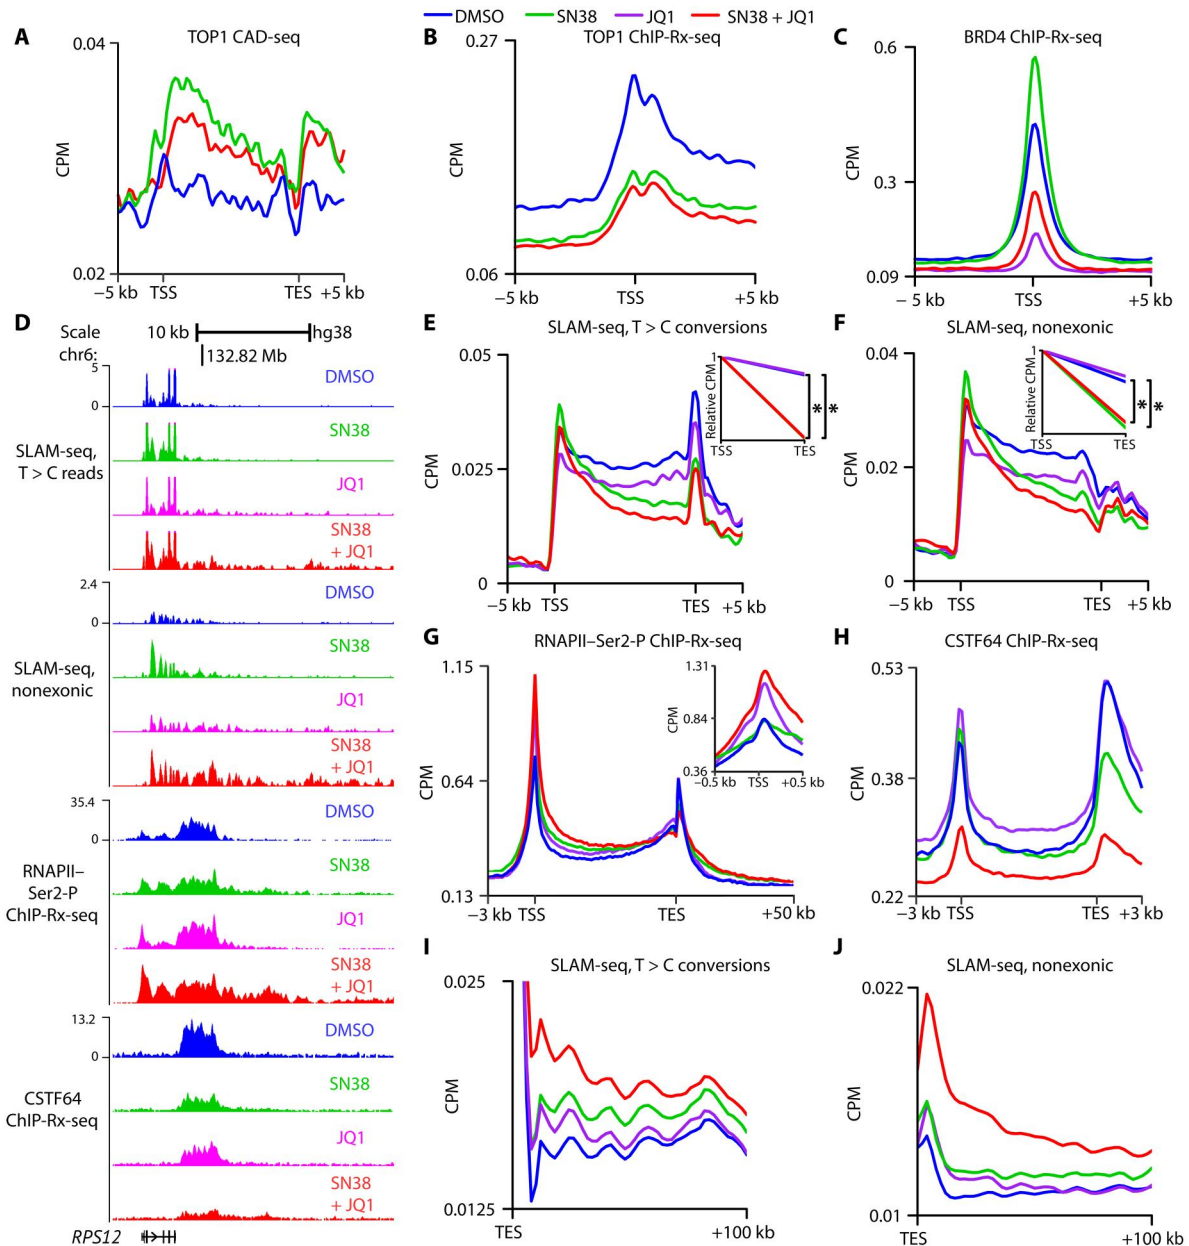 DMSO SN38 JQ1 SN38 + JQ1
A TOP1 CAD-seq
0.04
CPM
0.02
−5 kb TSS TES +5 kb
B TOP1 ChIP-Rx-seq
0.27
CPM
0.06
−5 kb TSS +5 kb
C BRD4 ChIP-Rx-seq
0.6
0.3
CPM
0.09
− 5 kb TSS +5 kb
D Scale 10 kb hg38
chr6: 132.82 Mb
5
0
DMSO
SN38
SLAM-seq,
T > C reads
JQ1
SN38
+ JQ1
2.4
0
DMSO
SN38
SLAM-seq,
nonexonic
JQ1
SN38
+ JQ1
35.4
0
DMSO
SN38
RNAPII–
Ser2-P
ChIP-Rx-seq
JQ1
SN38
+ JQ1
13.2
0
DMSO
SN38
CSTF64
ChIP-Rx-seq
JQ1
SN38
+ JQ1
RPS12
E SLAM-seq, T > C conversions
0.05
0.025
0
CPM
−5 kb TSS TES +5 kb
1
Relative CPM
TSS TES
* *
F SLAM-seq, nonexonic
0.04
0.02
0
CPM
−5 kb TSS TES +5 kb
1
Relative CPM
TSS TES
* *
G RNAPII–Ser2-P ChIP-Rx-seq
1.15
0.64
0.13
CPM
−3 kb TSS TES +50 kb
1.31
0.84
0.36
CPM
−0.5 kb TSS +0.5 kb
H CSTF64 ChIP-Rx-seq
0.53
0.38
0.22
CPM
−3 kb TSS TES +3 kb
I SLAM-seq, T > C conversions
0.025
CPM
0.0125
TES +100 kb
J SLAM-seq, nonexonic
0.022
CPM
0.01
TES +100 kb